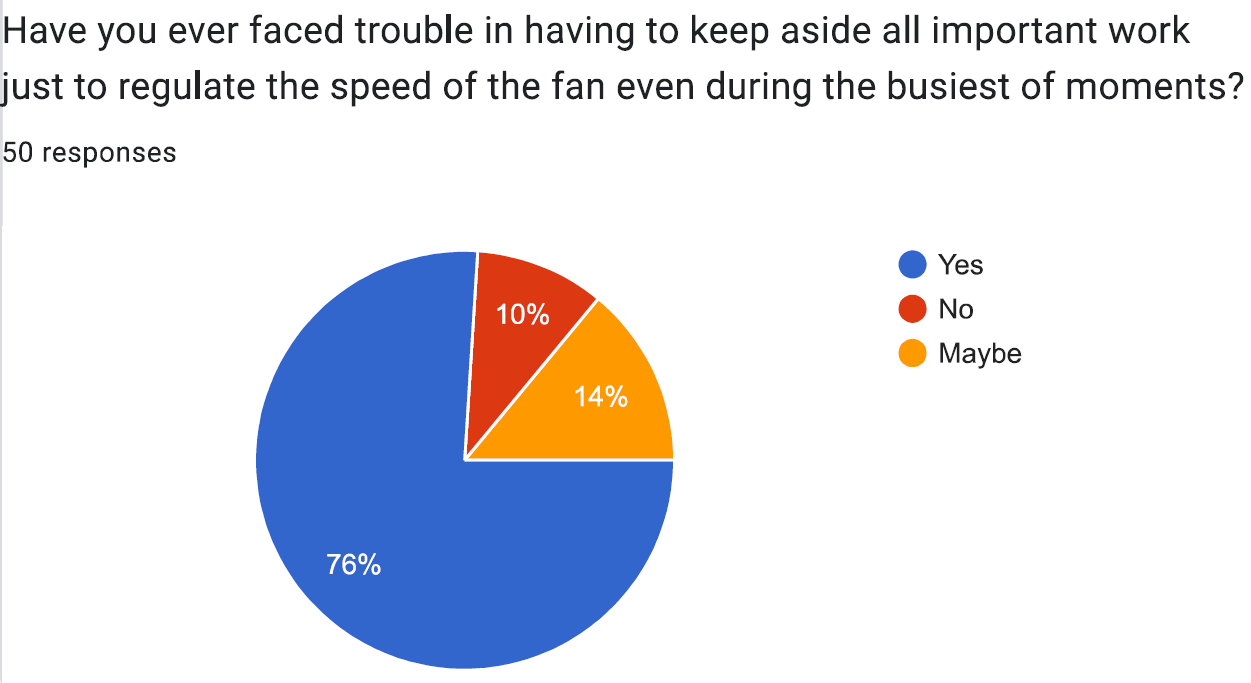 Have you ever faced trouble in having to keep aside all important work
just to regulate the speed of the fan even during the busiest of moments?
50 responses
Yes
No
Maybe
10%
14%
76%